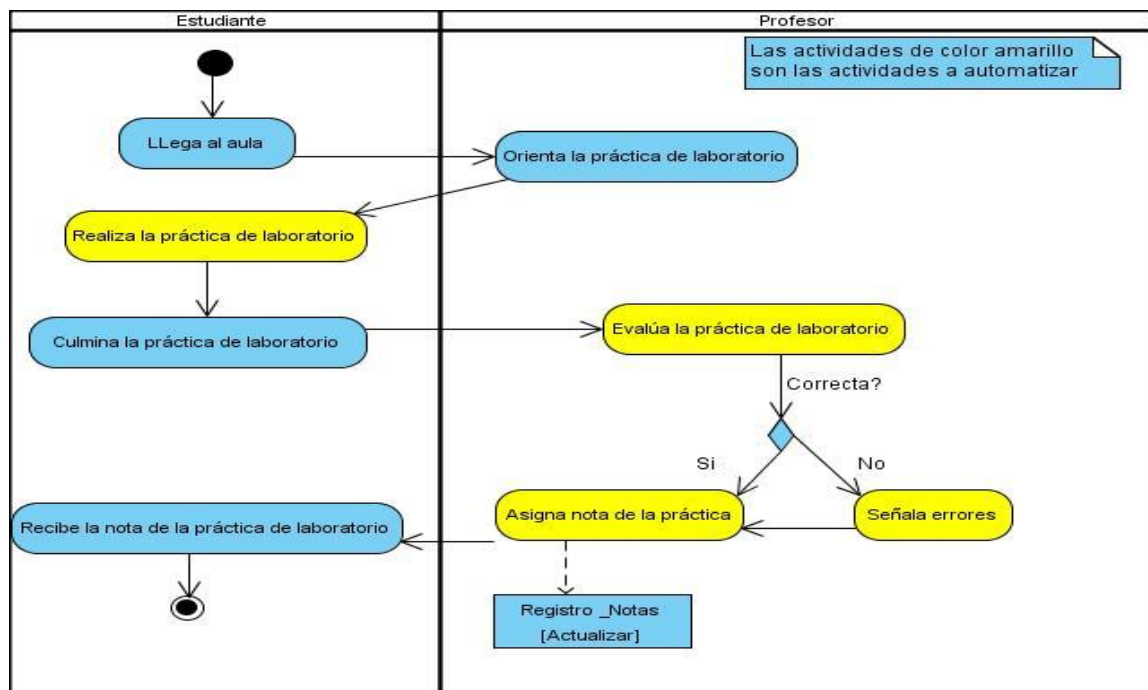 Estudiante
Profesor
Las actividades de color amarillo
son las actividades a automatizar
LLega al aula
Orienta la práctica de laboratorio
Realiza la práctica de laboratorio
Culmina la práctica de laboratorio
Evalúa la práctica de laboratorio
Correcta?
Si
No
Recibe la nota de la práctica de laboratorio
Asigna nota de la práctica
Señala errores
Registro _Notas
[Actualizar]